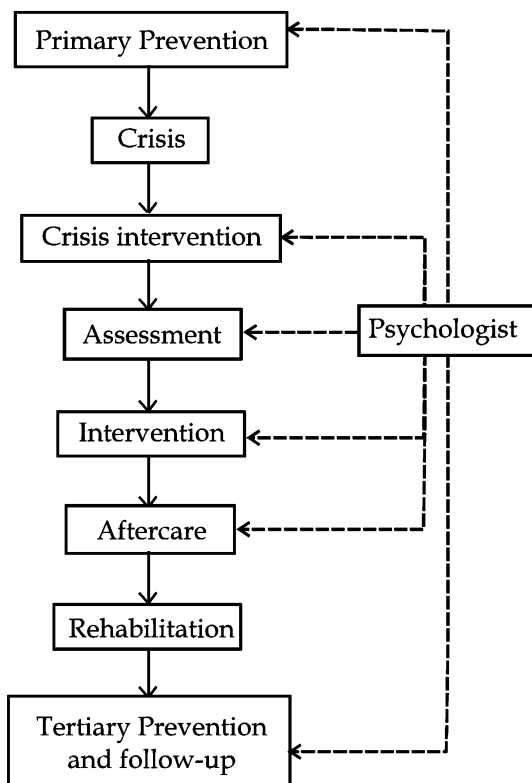 Primary Prevention
Crisis
Crisis intervention
Assessment
Psychologist
Intervention
Aftercare
Rehabilitation
Tertiary Prevention
and follow-up